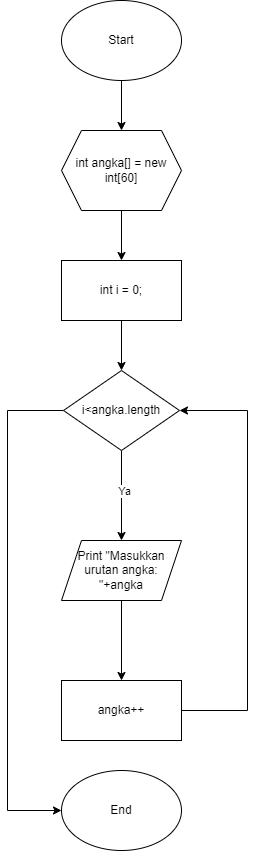 Start
int angka[] = new
int[60]
int i = 0;
i<angka.length
Ya
Print "Masukkan
urutan angka:
"+angka
angka++
End